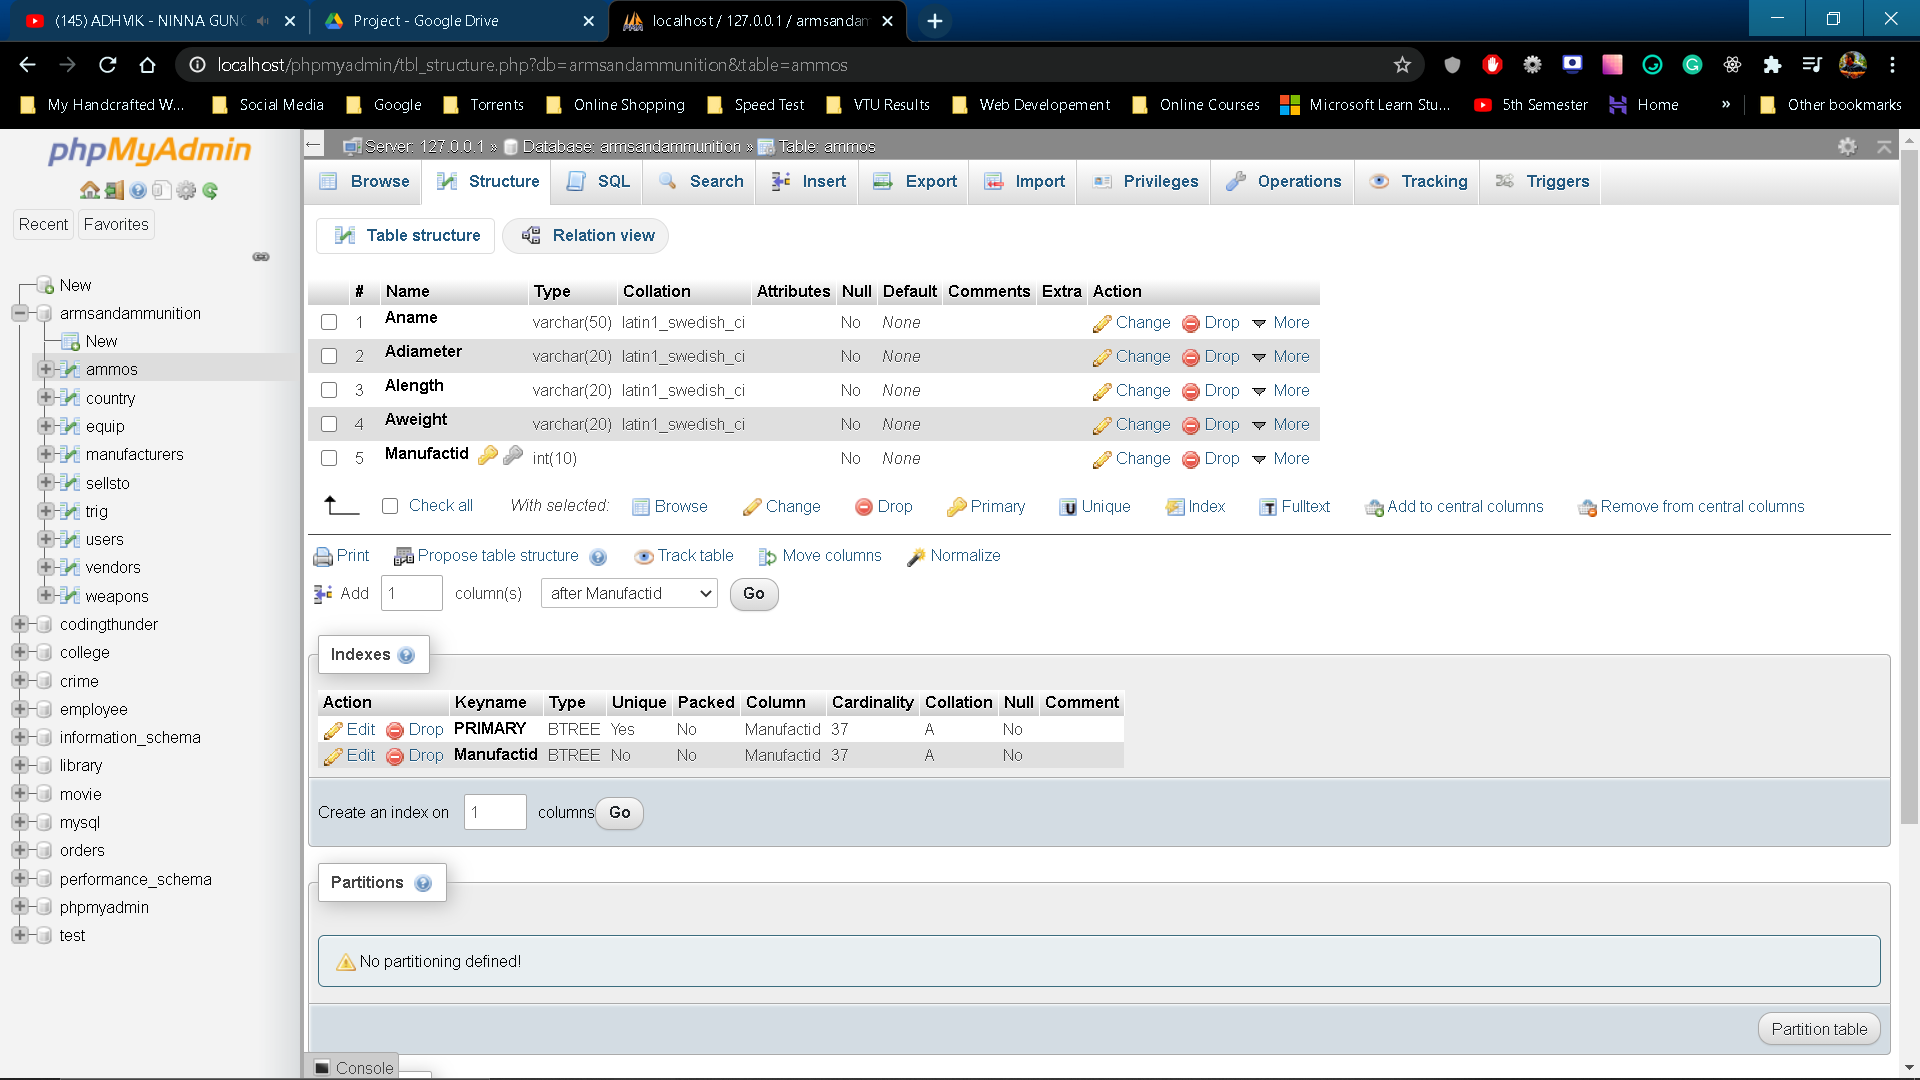 (145) ADHVIK - NINNA GUNG
Project - Google Drive
localhost / 127.0.0.1 / armsandam
localhost/phpmyadmin/tbl_structure.php?db=armsandammunition&table=ammos
My Handcrafted W... Social Media Google Torrents Online Shopping Speed Test VTU Results Web Developement Online Courses Microsoft Learn Stu... 5th Semester Home » Other bookmarks
phpMyAdmin
Recent Favorites
New
armsandammunition
New
ammos
country
equip
manufacturers
sellsto
trig
users
vendors
weapons
codingthunder
college
crime
employee
information_schema
library
movie
mysql
orders
performance_schema
phpmyadmin
test
Server: 127.0.0.1 » Database: armsandammunition » Table: ammos
Browse Structure SQL Search Insert Export Import Privileges Operations Tracking Triggers
Table structure Relation view
# Name Type Collation Attributes Null Default Comments Extra Action
1 Aname varchar(50) latin1_swedish_ci No None Change Drop More
2 Adiameter varchar(20) latin1_swedish_ci No None Change Drop More
3 Alength varchar(20) latin1_swedish_ci No None Change Drop More
4 Aweight varchar(20) latin1_swedish_ci No None Change Drop More
5 Manufactid int(10) No None Change Drop More
Check all With selected: Browse Change Drop Primary Unique Index Fulltext Add to central columns Remove from central columns
Print Propose table structure Track table Move columns Normalize
Add 1 column(s) after Manufactid Go
Indexes
Action Keyname Type Unique Packed Column Cardinality Collation Null Comment
Edit Drop PRIMARY BTREE Yes No Manufactid 37 A No
Edit Drop Manufactid BTREE No No Manufactid 37 A No
Create an index on 1 columns Go
Partitions
No partitioning defined!
Partition table
Console